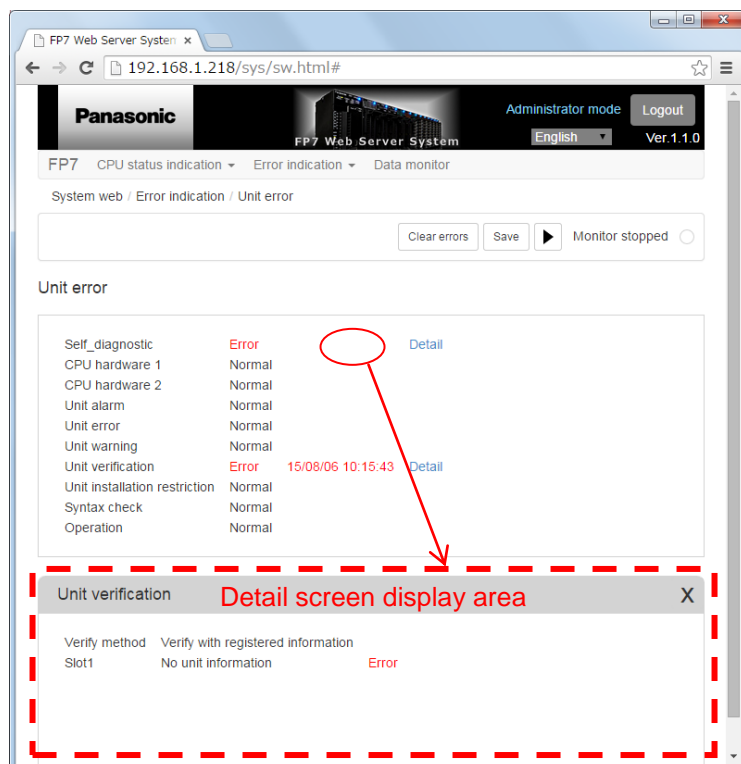 FP7 Web Server System ×
192.168.1.218/sys/sw.html#
Panasonic
FP7 Web Server System
Administrator mode Logout
English Ver.1.1.0
FP7 CPU status indication Error indication Data monitor
System web / Error indication / Unit error
Clear errors Save Monitor stopped
Unit error
Self_diagnostic Error Detail
CPU hardware 1 Normal
CPU hardware 2 Normal
Unit alarm Normal
Unit error Normal
Unit warning Normal
Unit verification Error 15/08/06 10:15:43 Detail
Unit installation restriction Normal
Syntax check Normal
Operation Normal
Unit verification Detail screen display area X
Verify method Verify with registered information
Slot1 No unit information Error